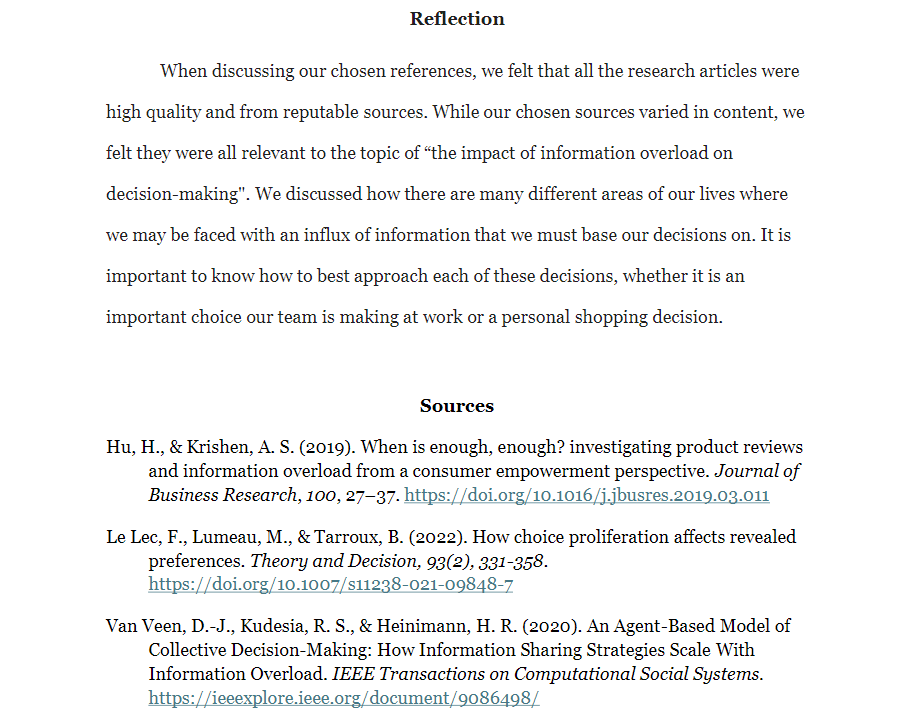 Reflection
When discussing our chosen references, we felt that all the research articles were
high quality and from reputable sources. While our chosen sources varied in content, we
felt they were all relevant to the topic of “the impact of information overload on
decision-making". We discussed how there are many different areas of our lives where
we may be faced with an influx of information that we must base our decisions on. It is
important to know how to best approach each of these decisions, whether it is an
important choice our team is making at work or a personal shopping decision.
Sources
Hu, H., & Krishen, A. S. (2019). When is enough, enough? investigating product reviews
and information overload from a consumer empowerment perspective. Journal of
Business Research, 100, 27–37. https://doi.org/10.1016/j.jbusres.2019.03.011
Le Lec, F., Lumeau, M., & Tarroux, B. (2022). How choice proliferation affects revealed
preferences. Theory and Decision, 93(2), 331-358.
https://doi.org/10.1007/s11238-021-09848-7
Van Veen, D.-J., Kudesia, R. S., & Heinimann, H. R. (2020). An Agent-Based Model of
Collective Decision-Making: How Information Sharing Strategies Scale With
Information Overload. IEEE Transactions on Computational Social Systems.
https://ieeexplore.ieee.org/document/9086498/